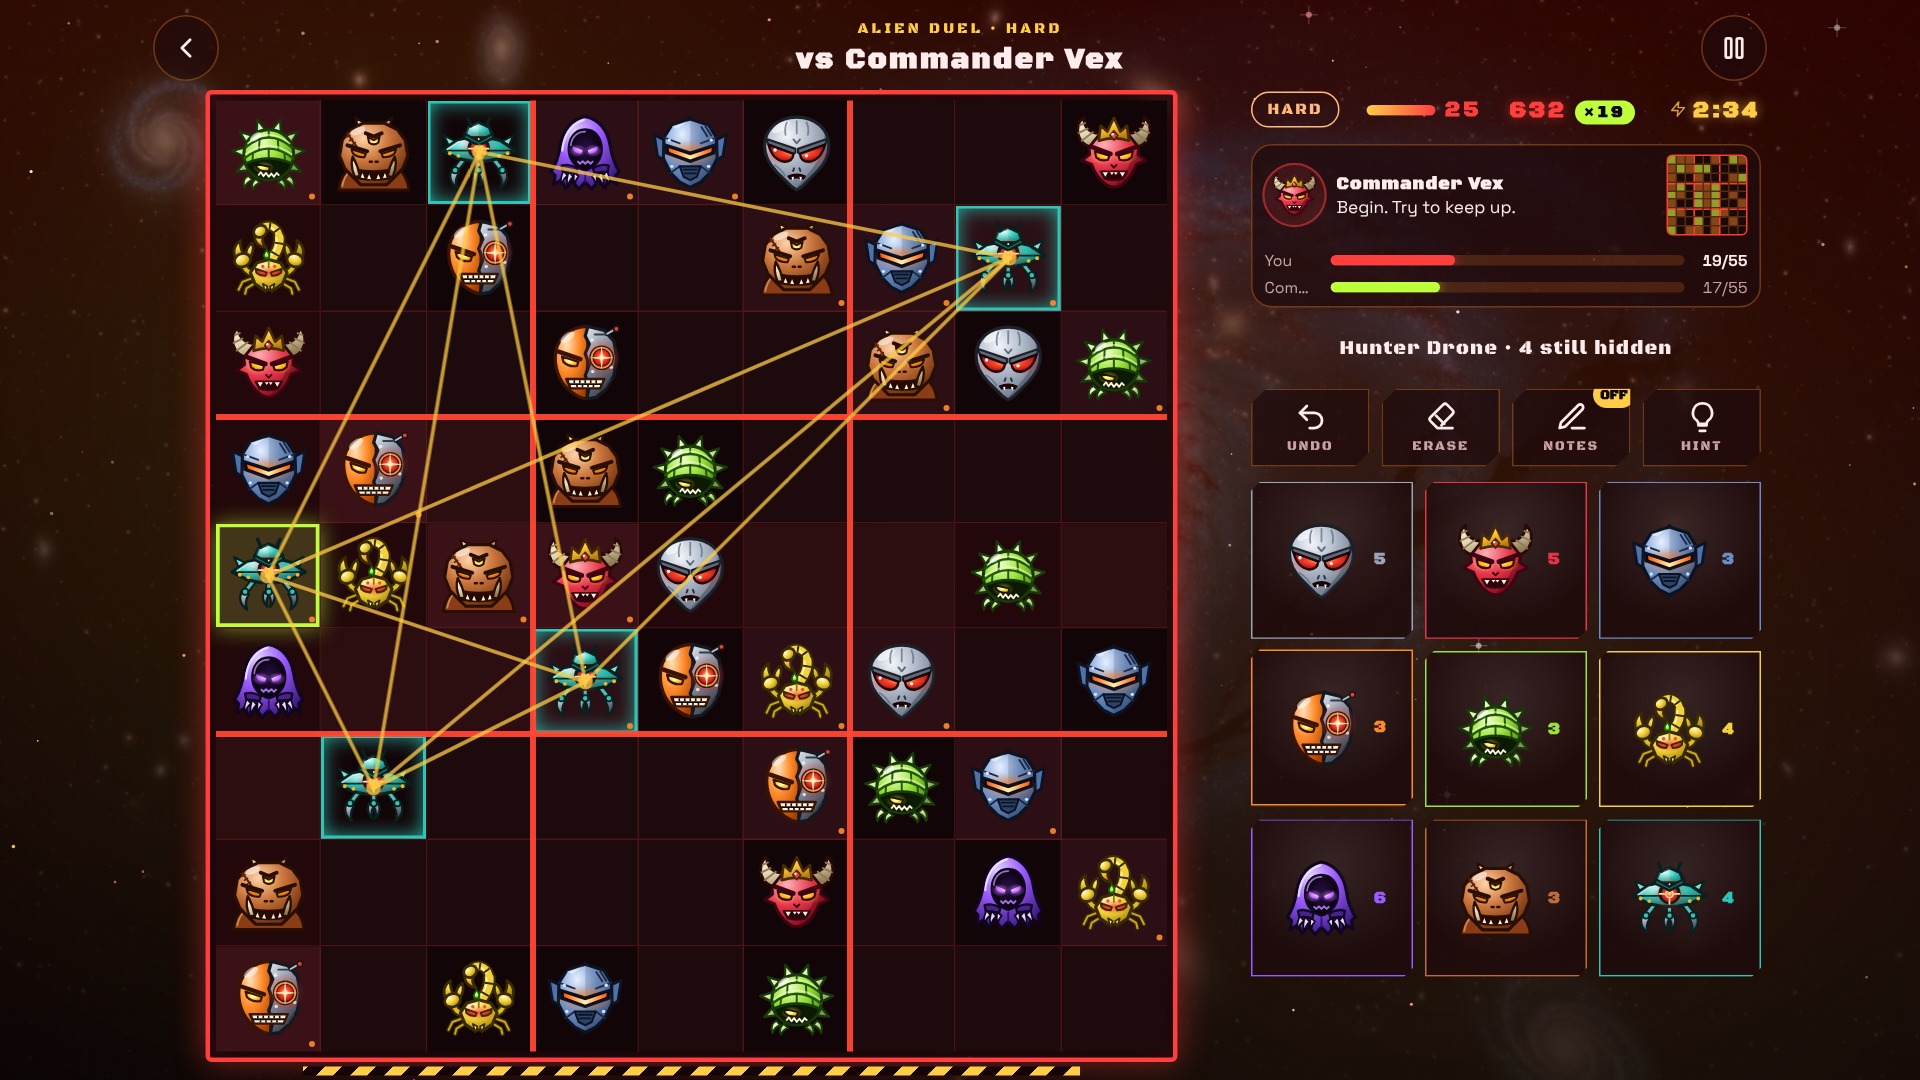 ALIEN DUEL · HARD
vs Commander Vex
HARD
25
632
×19
2:34
Commander Vex
Begin. Try to keep up.
You
19/55
Com...
17/55
Hunter Drone · 4 still hidden
UNDO
ERASE
OFF
NOTES
HINT
5
5
3
3
3
4
6
3
4